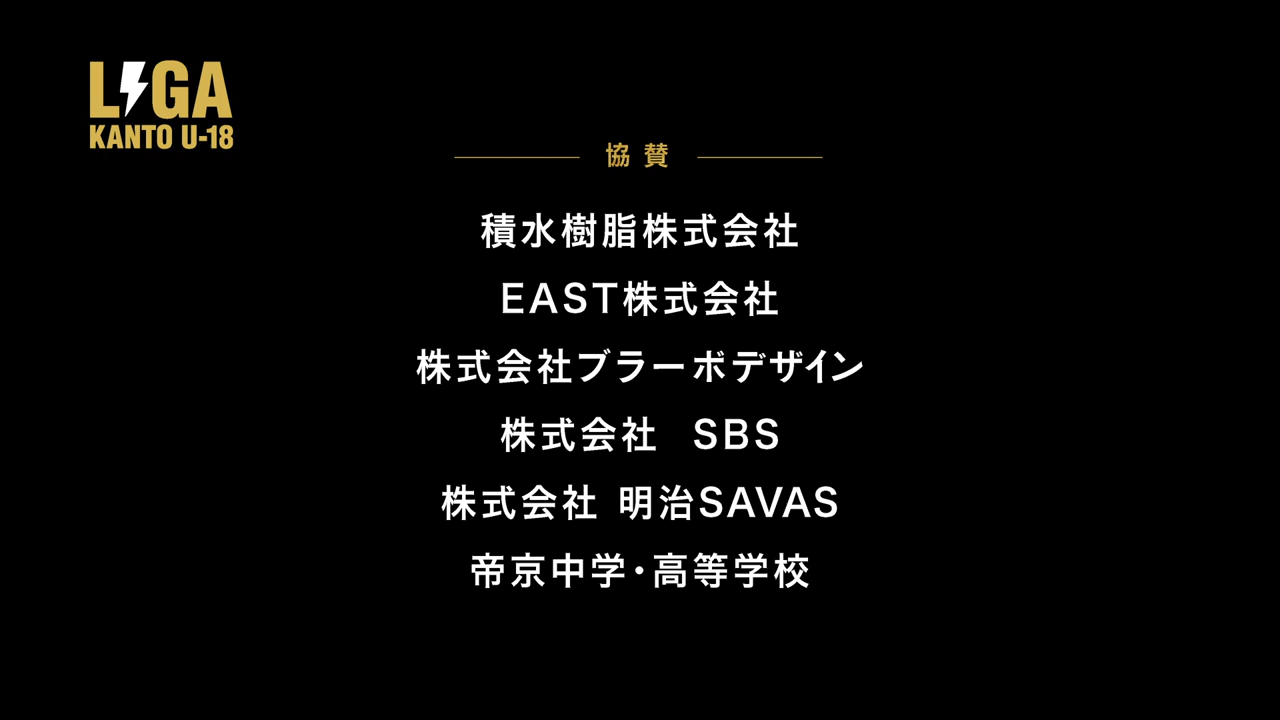 LIGA
KANTO U-18
協賛
積水樹脂株式会社
EAST株式会社
株式会社ブラーボデザイン
株式会社 SBS
株式会社 明治SAVAS
帝京中学・高等学校